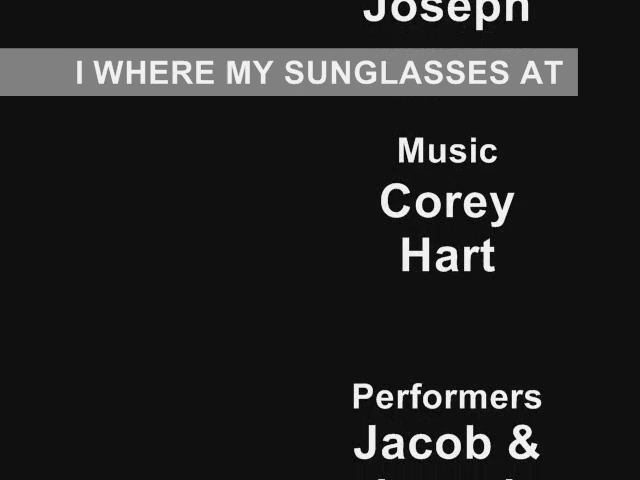 Joseph
I WHERE MY SUNGLASSES AT
Music
Corey
Hart
Performers
Jacob &